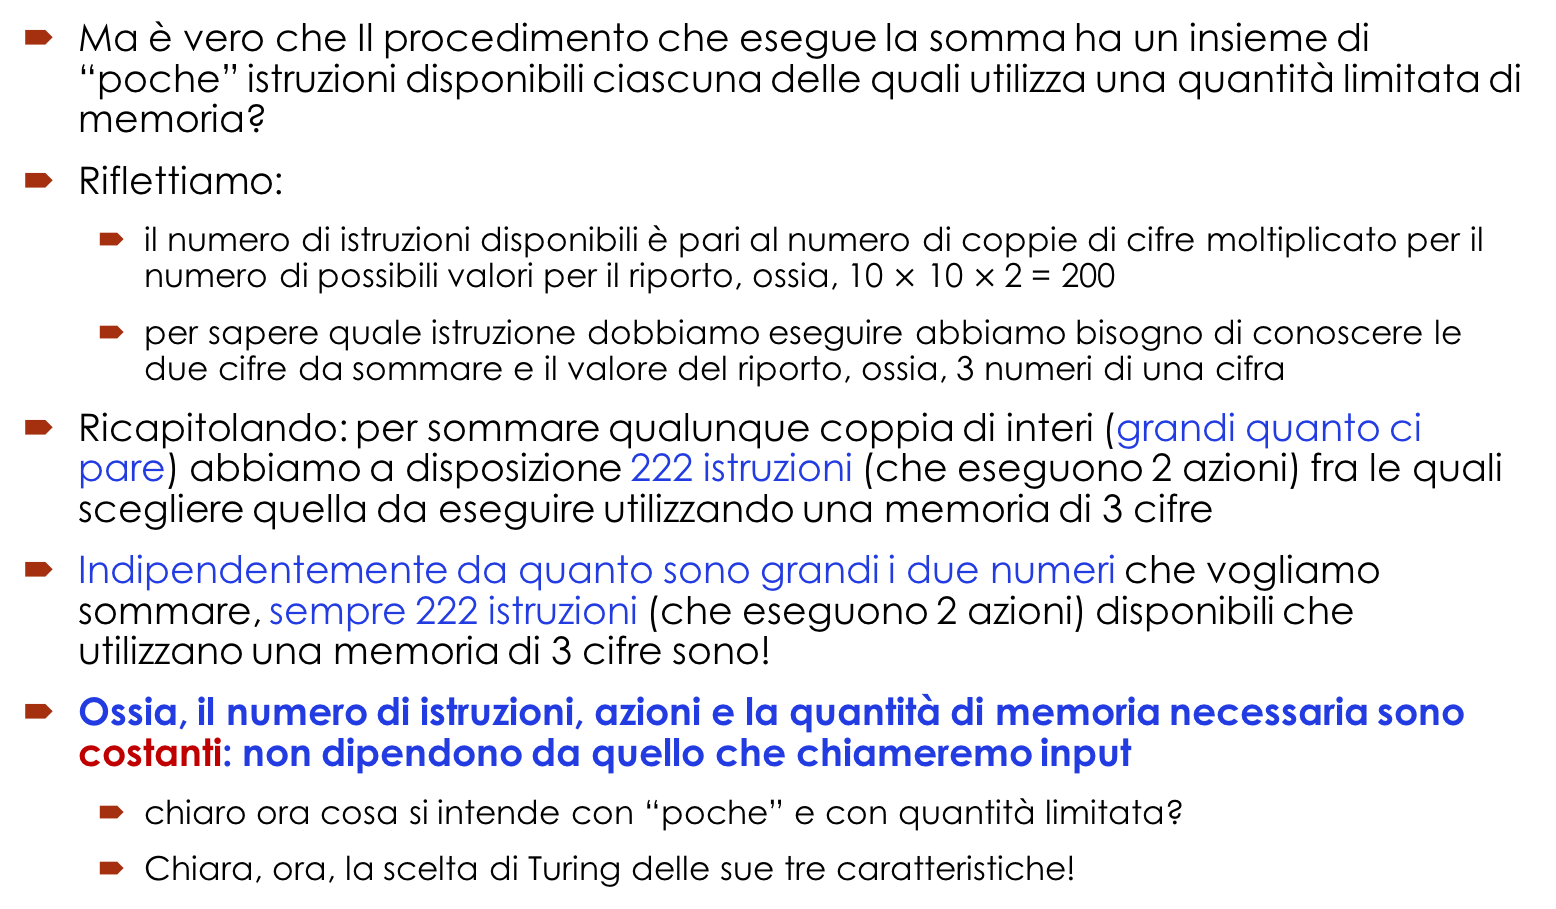 Ma è vero che Il procedimento che esegue la somma ha un insieme di
“poche” istruzioni disponibili ciascuna delle quali utilizza una quantità limitata di
memoria?
Riflettiamo:
il numero di istruzioni disponibili è pari al numero di coppie di cifre moltiplicato per il
numero di possibili valori per il riporto, ossia, 10 × 10 × 2 = 200
per sapere quale istruzione dobbiamo eseguire abbiamo bisogno di conoscere le
due cifre da sommare e il valore del riporto, ossia, 3 numeri di una cifra
Ricapitolando: per sommare qualunque coppia di interi (grandi quanto ci
pare) abbiamo a disposizione 222 istruzioni (che eseguono 2 azioni) fra le quali
scegliere quella da eseguire utilizzando una memoria di 3 cifre
Indipendentemente da quanto sono grandi i due numeri che vogliamo
sommare, sempre 222 istruzioni (che eseguono 2 azioni) disponibili che
utilizzano una memoria di 3 cifre sono!
Ossia, il numero di istruzioni, azioni e la quantità di memoria necessaria sono
costanti: non dipendono da quello che chiameremo input
chiaro ora cosa si intende con “poche” e con quantità limitata?
Chiara, ora, la scelta di Turing delle sue tre caratteristiche!